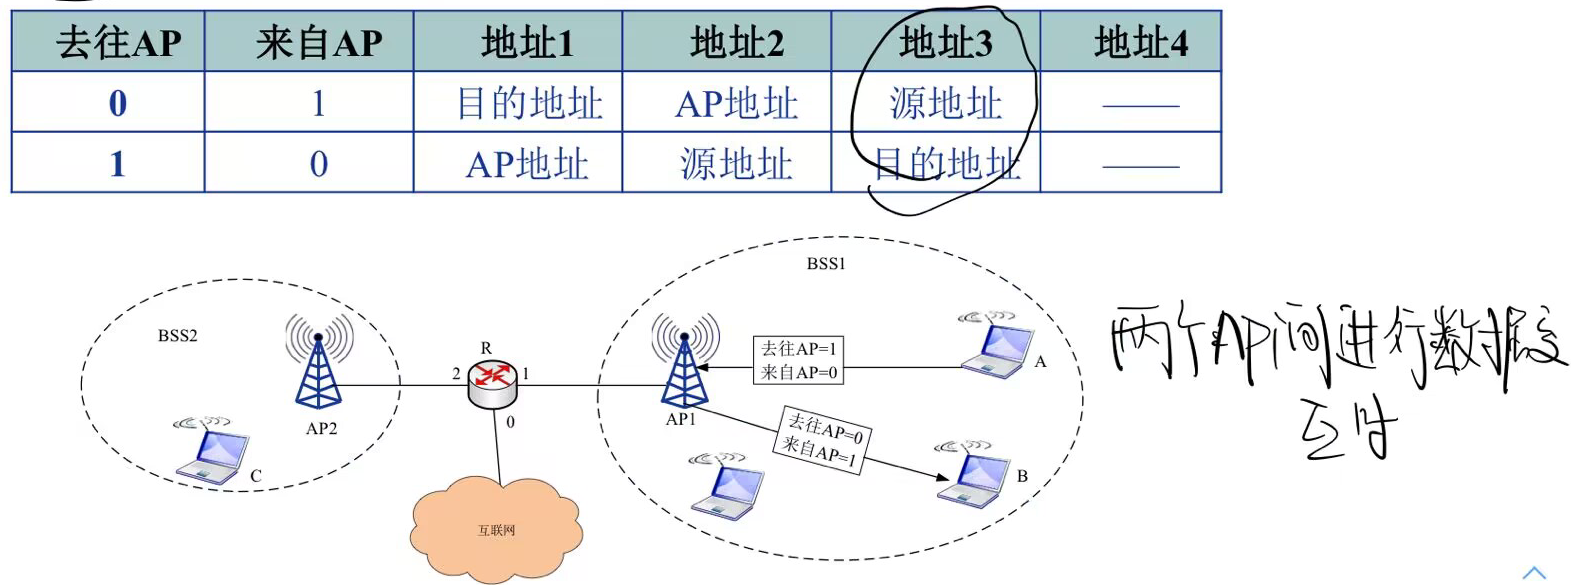 去往AP 来自AP 地址1 地址2 地址3 地址4
0 1 目的地址 AP地址 源地址 ——
1 0 AP地址 源地址 目的地址 ——
BSS1
BSS2
R
2
1
0
去往AP=1
来自AP=0
A
AP2
AP1
去往AP=0
来自AP=1
B
C
互联网
两个AP间进行数据交
互时